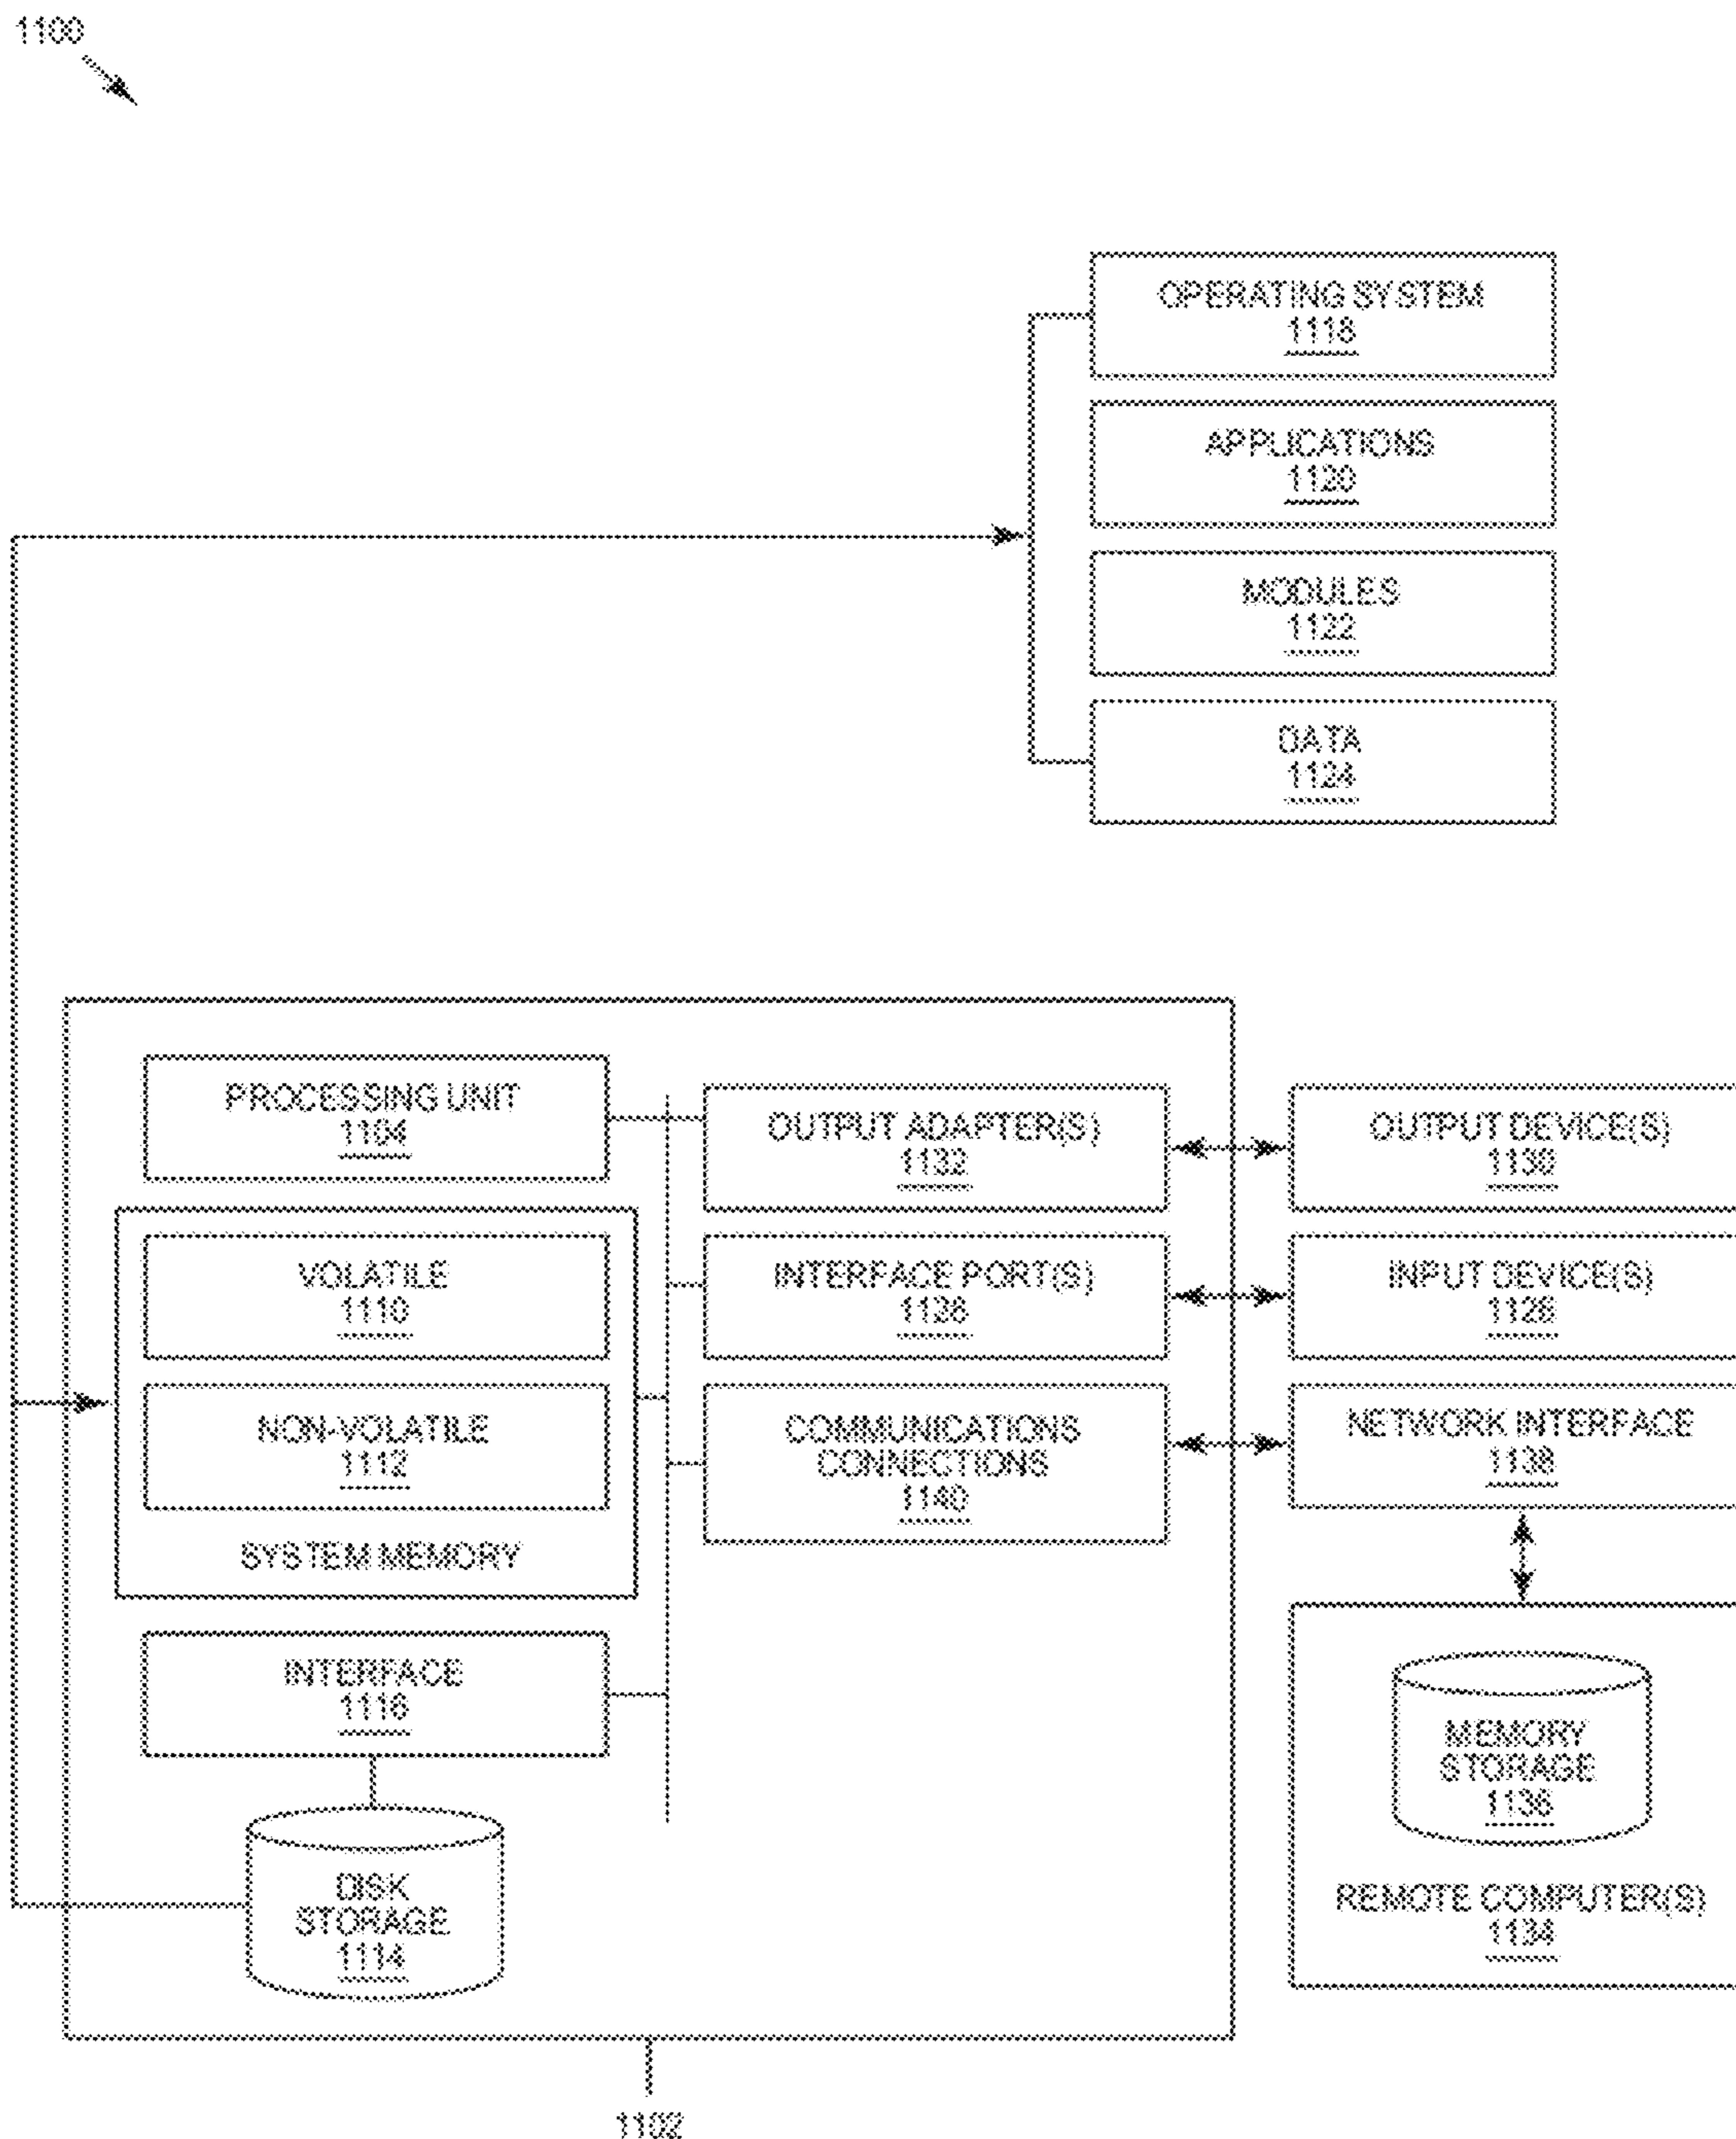 1100
OPERATING SYSTEM
1118
APPLICATIONS
1120
MODULES
1122
DATA
1124
PROCESSING UNIT
1104
VOLATILE
1110
NON-VOLATILE
1112
SYSTEM MEMORY
INTERFACE
1116
DISK
STORAGE
1114
OUTPUT ADAPTER(S)
1132
INTERFACE PORT(S)
COMMUNICATIONS
CONNECTIONS
1140
OUTPUT DEVICE(S)
1130
INPUT DEVICE(S)
1126
NETWORK INTERFACE
1138
MEMORY
STORAGE
1136
REMOTE COMPUTER(S)
1134
1102